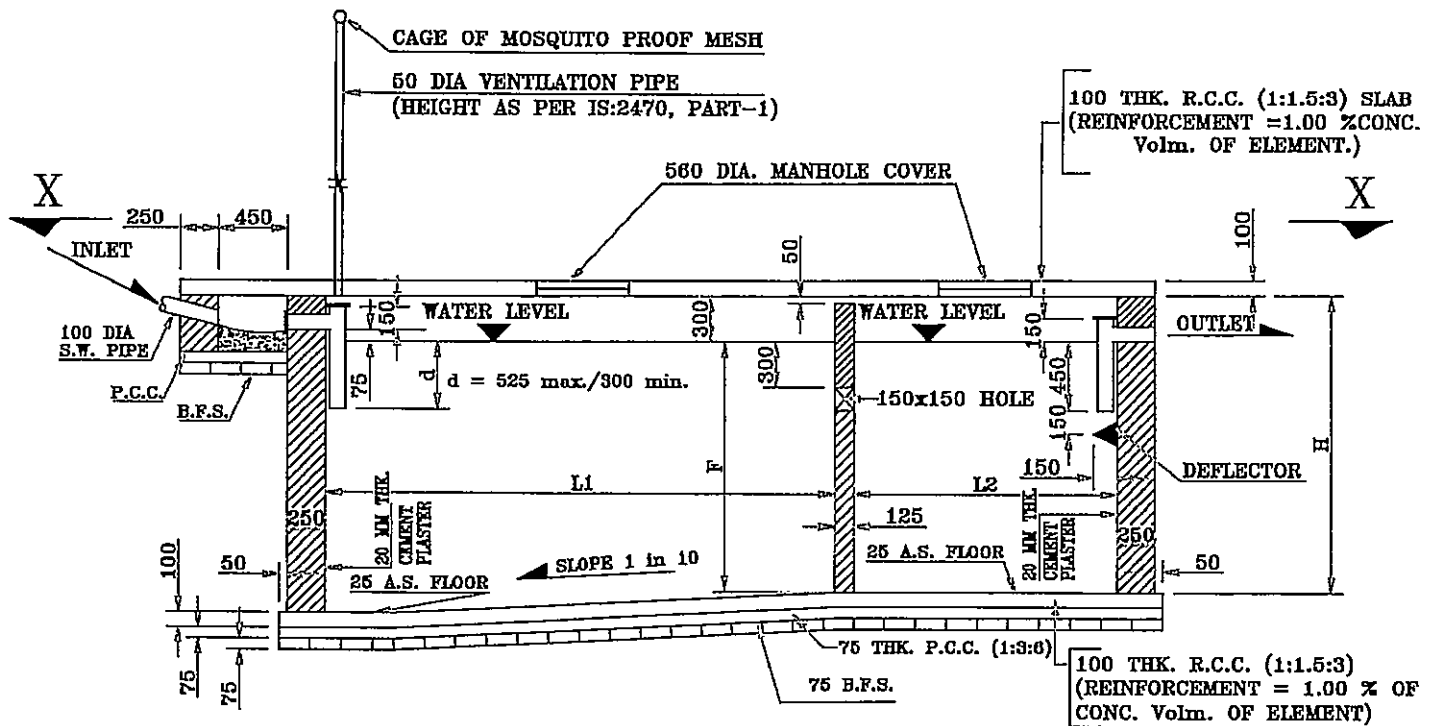 CAGE OF MOSQUITO PROOF MESH
50 DIA VENTILATION PIPE
(HEIGHT AS PER IS:2470, PART-1)
100 THK. R.C.C. (1:1.5:3) SLAB
(REINFORCEMENT =1.00 %CONC.
Volm. OF ELEMENT.)
560 DIA. MANHOLE COVER
X
X
250
450
INLET
50
100
150
WATER LEVEL
300
WATER LEVEL
150
OUTLET
100 DIA
S.W. PIPE
75
d
d = 525 max./300 min.
300
450
P.C.C.
B.F.S.
150x150 HOLE
150
DEFLECTOR
F
H
L1
L2
150
250
20 MM THK.
CEMENT
PLASTER
125
20 MM THK
CEMENT
PLASTER
250
100
50
SLOPE 1 in 10
25 A.S. FLOOR
25 A.S. FLOOR
50
75
75
75 THK. P.C.C. (1:3:6)
75 B.F.S.
100 THK. R.C.C. (1:1.5:3)
(REINFORCEMENT = 1.00 % OF
CONC. Volm. OF ELEMENT)